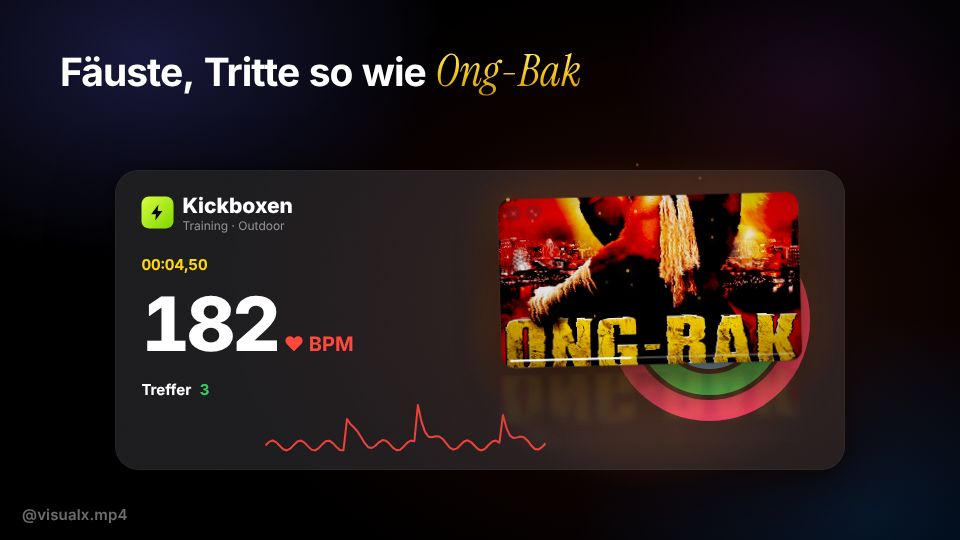 Fäuste, Tritte so wie Ong-Bak
Kickboxen
Training · Outdoor
00:04,50
182 BPM
Treffer 3
ONG-BAK
@visualx.mp4